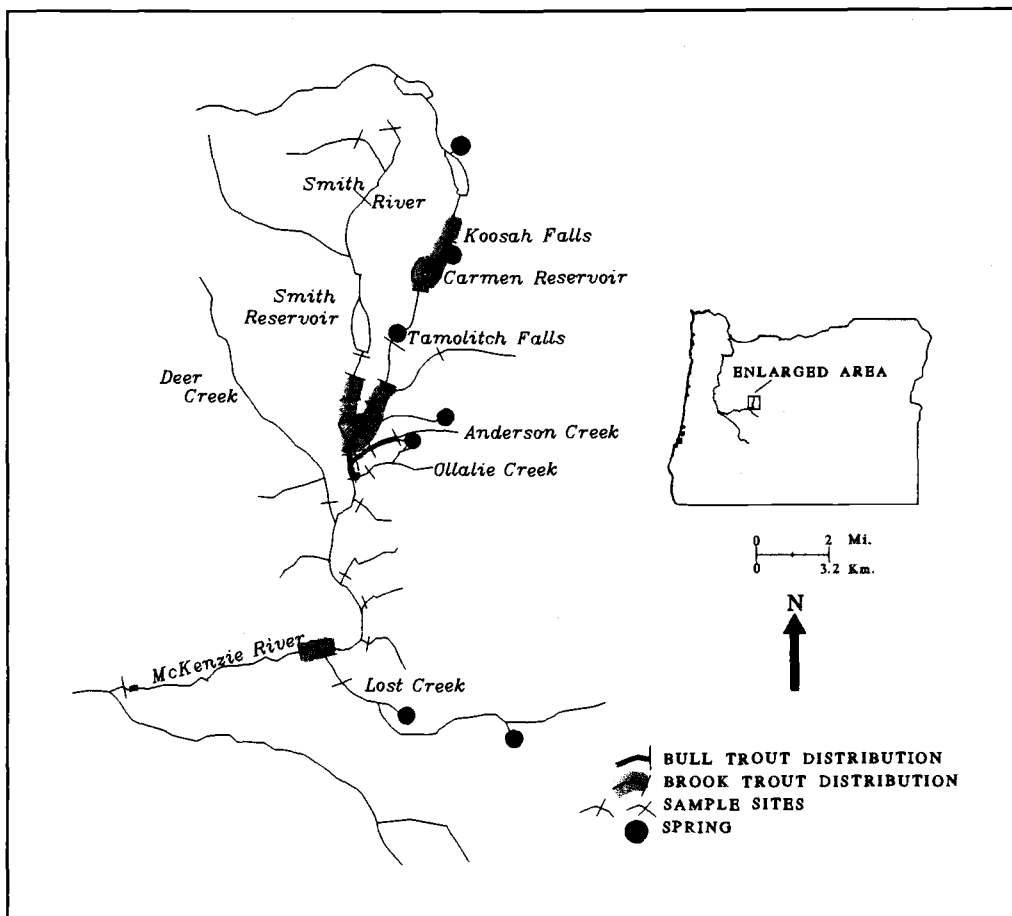 Smith
River
Koosah Falls
Carmen Reservoir
Smith
Reservoir
Tamolitch Falls
Deer
Creek
ENLARGED AREA
Anderson Creek
Ollalie Creek
0 2 Mi.
0 3.2 Km.
N
McKenzie River
Lost Creek
BULL TROUT DISTRIBUTION
BROOK TROUT DISTRIBUTION
SAMPLE SITES
SPRING